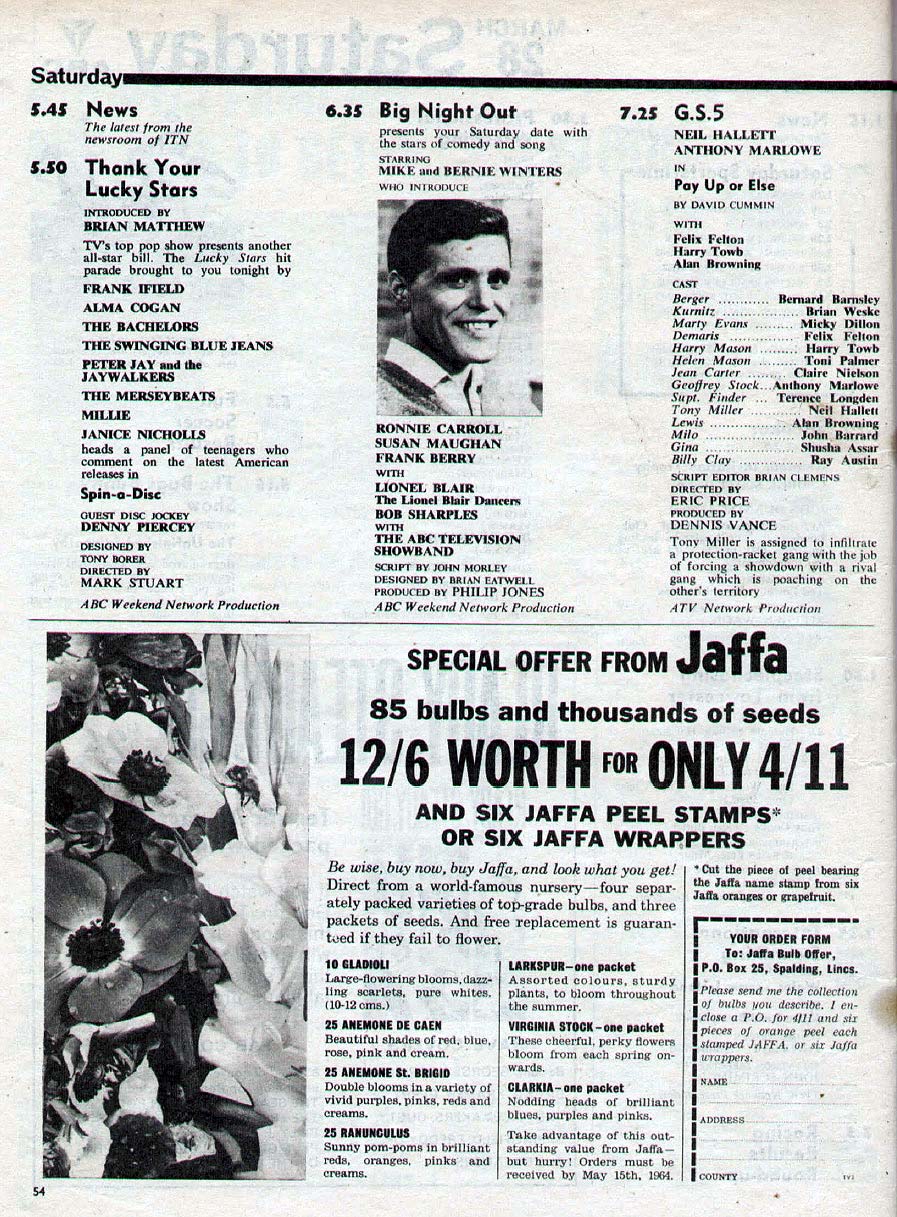 Saturday
5.45 News
The latest from the
newsroom of ITN
5.50 Thank Your
Lucky Stars
INTRODUCED BY
BRIAN MATTHEW
TV's top pop show presents another
all-star bill. The Lucky Stars hit
parade brought to you tonight by
FRANK IFIELD
ALMA COGAN
THE BACHELORS
THE SWINGING BLUE JEANS
PETER JAY and the
JAYWALKERS
THE MERSEYBEATS
MILLIE
JANICE NICHOLLS
heads a panel of teenagers who
comment on the latest American
releases in
Spin-a-Disc
GUEST DISC JOCKEY
DENNY PIERCEY
DESIGNED BY
TONY BORER
DIRECTED BY
MARK STUART
ABC Weekend Network Production
6.35 Big Night Out
presents your Saturday date with
the stars of comedy and song
STARRING
MIKE and BERNIE WINTERS
WHO INTRODUCE
RONNIE CARROLL
SUSAN MAUGHAN
FRANK BERRY
WITH
LIONEL BLAIR
The Lionel Blair Dancers
BOB SHARPLES
WITH
THE ABC TELEVISION
SHOWBAND
SCRIPT BY JOHN MORLEY
DESIGNED BY BRIAN EATWELL
PRODUCED BY PHILIP JONES
ABC Weekend Network Production
7.25 G.S.5
NEIL HALLETT
ANTHONY MARLOWE
IN
Pay Up or Else
BY DAVID CUMMIN
WITH
Felix Felton
Harry Towb
Alan Browning
CAST
Berger ............ Bernard Barnsley
Kurnitz .................. Brian Weske
Marty Evans ......... Micky Dillon
Demaris ................. Felix Felton
Harry Mason ......... Harry Towb
Helen Mason ......... Toni Palmer
Jean Carter ......... Claire Nielson
Geoffrey Stock...Anthony Marlowe
Supt. Finder ... Terence Longden
Tony Miller ............ Neil Hallett
Lewis .................. Alan Browning
Milo ..................... John Barrard
Gina ..................... Shusha Assar
Billy Clay ................ Ray Austin
SCRIPT EDITOR BRIAN CLEMENS
DIRECTED BY
ERIC PRICE
PRODUCED BY
DENNIS VANCE
Tony Miller is assigned to infiltrate
a protection-racket gang with the job
of forcing a showdown with a rival
gang which is poaching on the
other's territory
ATV Network Production
SPECIAL OFFER FROM Jaffa
85 bulbs and thousands of seeds
12/6 WORTH FOR ONLY 4/11
AND SIX JAFFA PEEL STAMPS*
OR SIX JAFFA WRAPPERS
Be wise, buy now, buy Jaffa, and look what you get!
Direct from a world-famous nursery—four separ-
ately packed varieties of top-grade bulbs, and three
packets of seeds. And free replacement is guaran-
teed if they fail to flower.
10 GLADIOLI
Large-flowering blooms, dazz-
ling scarlets, pure whites.
(10-12 cms.)
25 ANEMONE DE CAEN
Beautiful shades of red, blue,
rose, pink and cream.
25 ANEMONE St. BRIGID
Double blooms in a variety of
vivid purples, pinks, reds and
creams.
25 RANUNCULUS
Sunny pom-poms in brilliant
reds, oranges, pinks and
creams.
LARKSPUR—one packet
Assorted colours, sturdy
plants, to bloom throughout
the summer.
VIRGINIA STOCK—one packet
These cheerful, perky flowers
bloom from each spring on-
wards.
CLARKIA—one packet
Nodding heads of brilliant
blues, purples and pinks.
Take advantage of this out-
standing value from Jaffa—
but hurry! Orders must be
received by May 15th, 1964.
*Cut the piece of peel bearing
the Jaffa name stamp from six
Jaffa oranges or grapefruit.
YOUR ORDER FORM
To: Jaffa Bulb Offer,
P.O. Box 25, Spalding, Lincs.
Please send me the collection
of bulbs you describe. I en-
close a P.O. for 4/11 and six
pieces of orange peel each
stamped JAFFA, or six Jaffa
wrappers.
NAME
ADDRESS
COUNTY
54